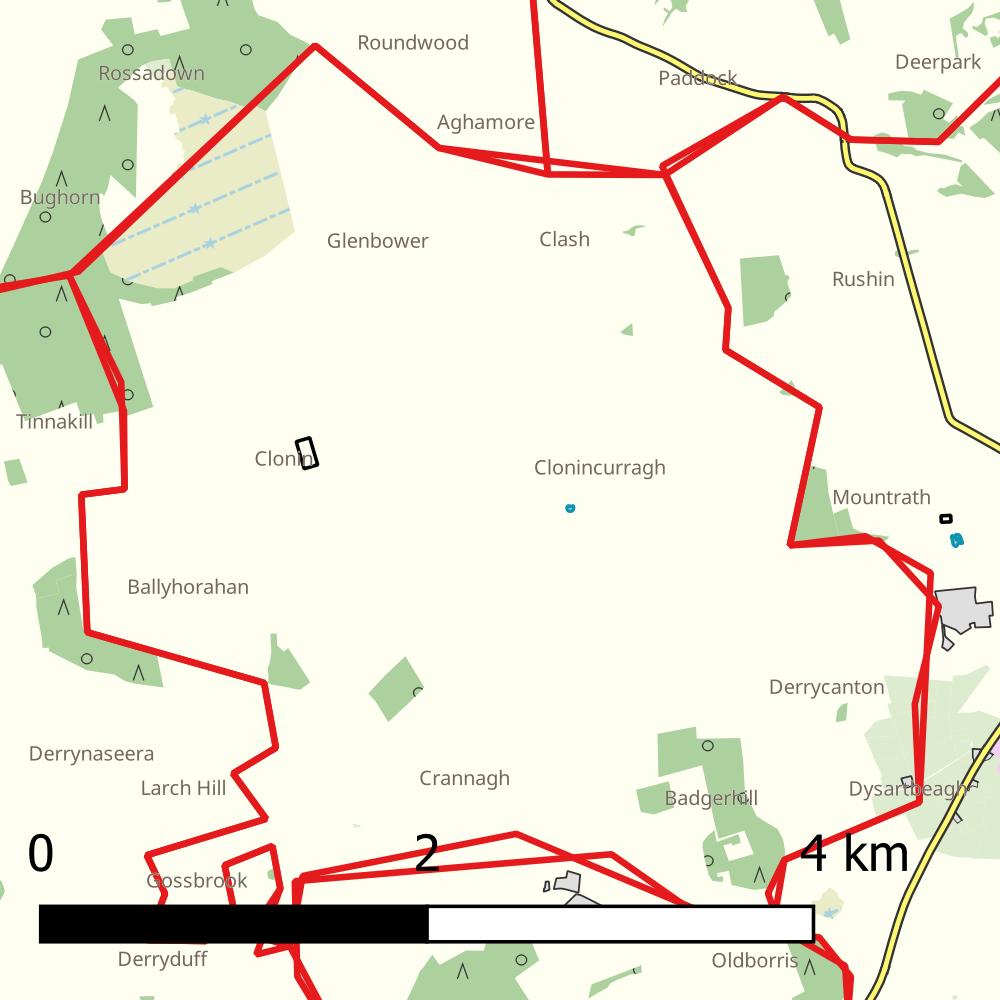 Roundwood
Deerpark
Rossadown
Paddock
Aghamore
Bughorn
Glenbower
Clash
Rushin
Tinnakill
Clonin
Clonincurragh
Mountrath
Ballyhorahan
Derrycanton
Derrynaseera
Larch Hill
Crannagh
Badgerhill
Dysartbeagh
0 2 4 km
Gossbrook
Derryduff
Oldborris